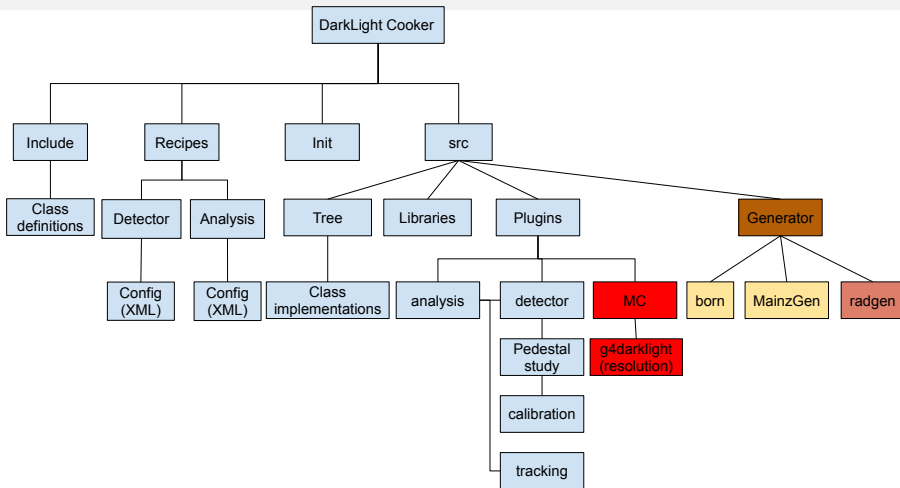 DarkLight Cooker
Include
Recipes
Init
src
Class
definitions
Detector
Analysis
Tree
Libraries
Plugins
Generator
Config
(XML)
Config
(XML)
Class
implementations
analysis
detector
MC
born
MainzGen
radgen
Pedestal
study
g4darklight
(resolution)
calibration
tracking